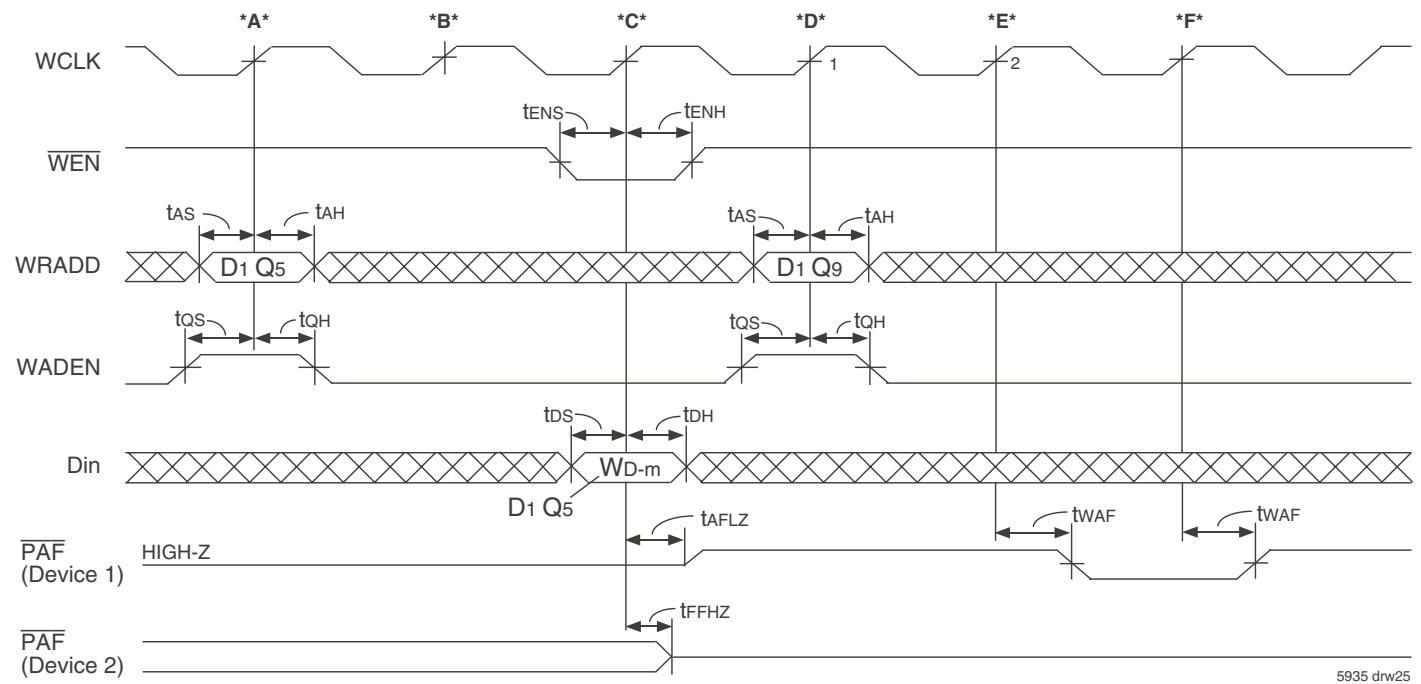 *A* *B* *C* *D* *E* *F*
WCLK 1 2
tENS tENH
WEN
tAS tAH tAS tAH
WRADD D1 Q5 D1 Q9
tQS tQH tQS tQH
WADEN
tDS tDH
Din WD-m
D1 Q5
tAFLZ tWAF tWAF
PAF HIGH-Z
(Device 1)
tFFHZ
PAF
(Device 2)
5935 drw25